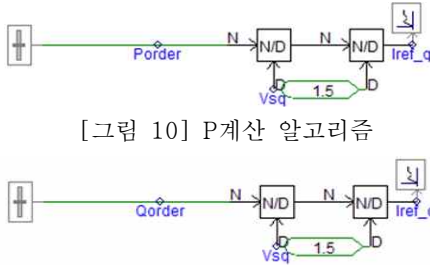 N N/D N N/D
Porder D D Iref_q
Vsq 1.5
[그림 10] P계산 알고리즘
N N/D N N/D
Qorder D D Iref_
Vsq 1.5